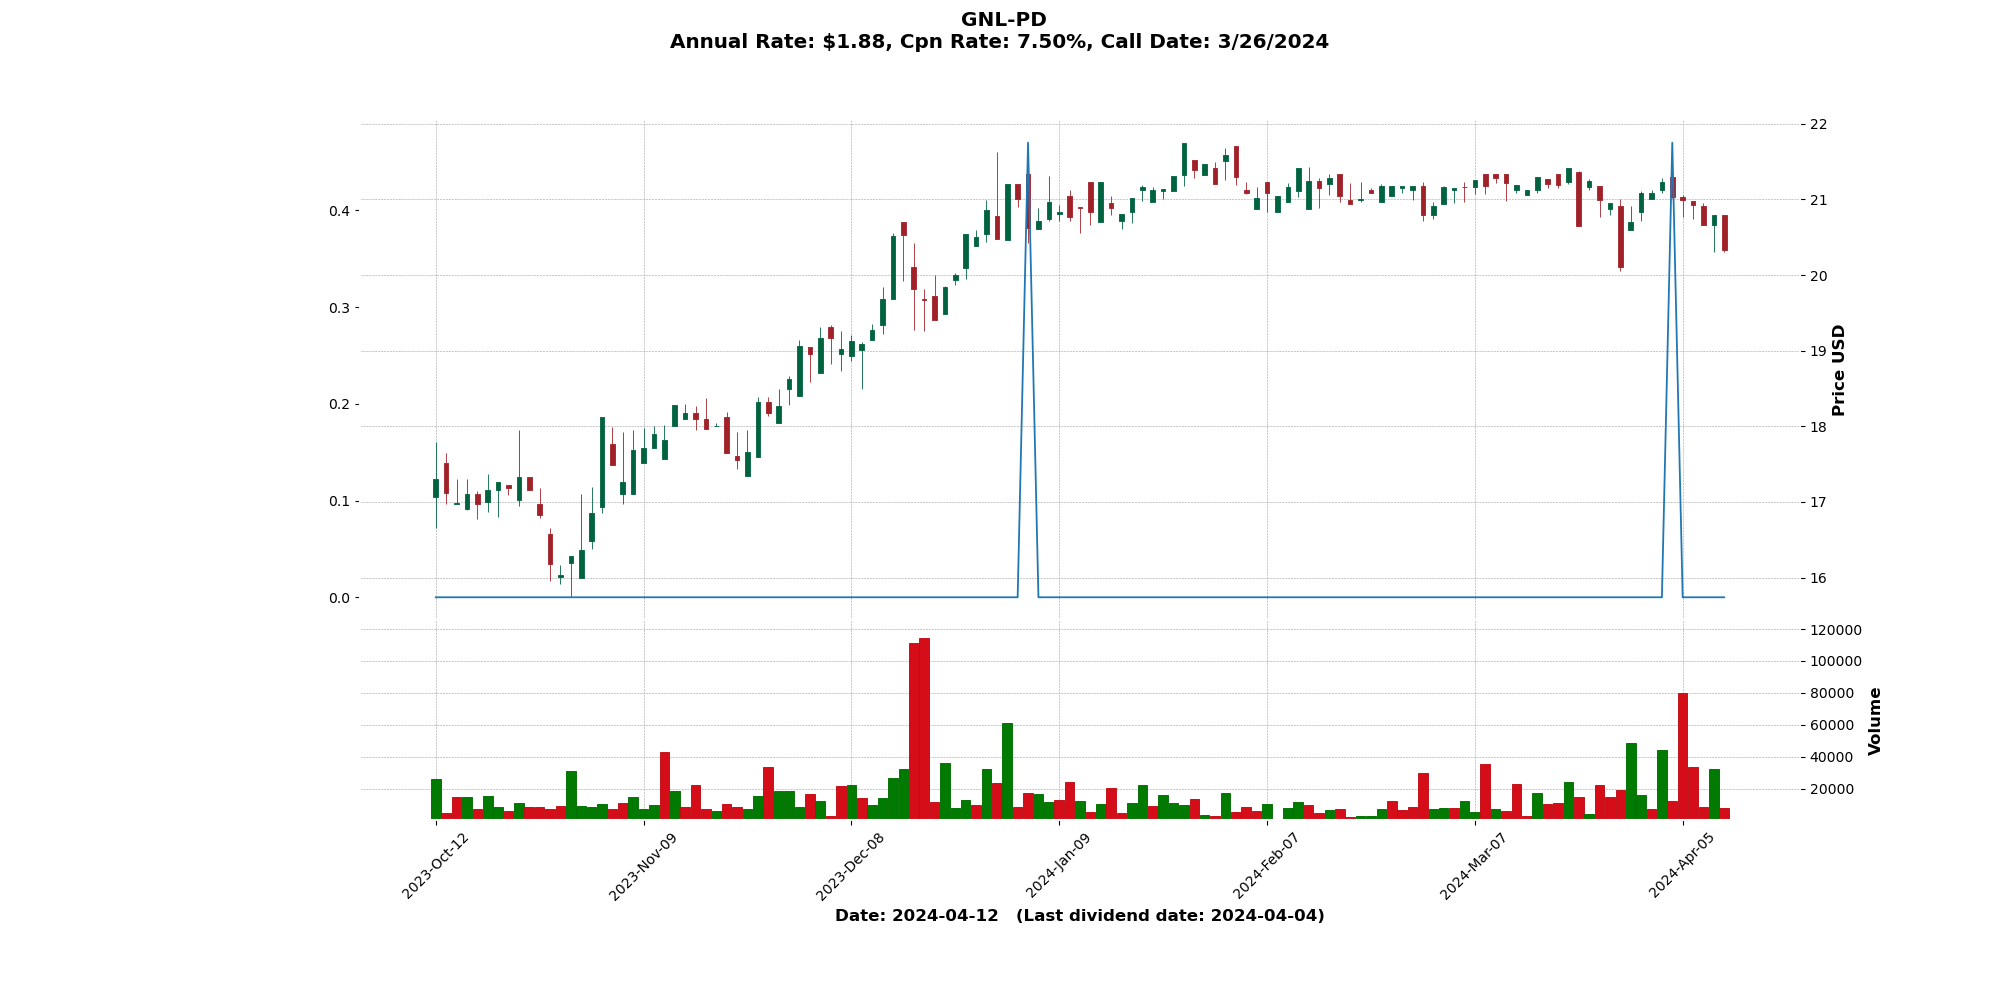 GNL-PD
Annual Rate: $1.88, Cpn Rate: 7.50%, Call Date: 3/26/2024
0.4
0.3
0.2
0.1
0.0
22
21
20
19
18
17
16
Price USD
120000
100000
80000
60000
40000
20000
Volume
2023-Oct-12
2023-Nov-09
2023-Dec-08
2024-Jan-09
2024-Feb-07
2024-Mar-07
2024-Apr-05
Date: 2024-04-12 (Last dividend date: 2024-04-04)